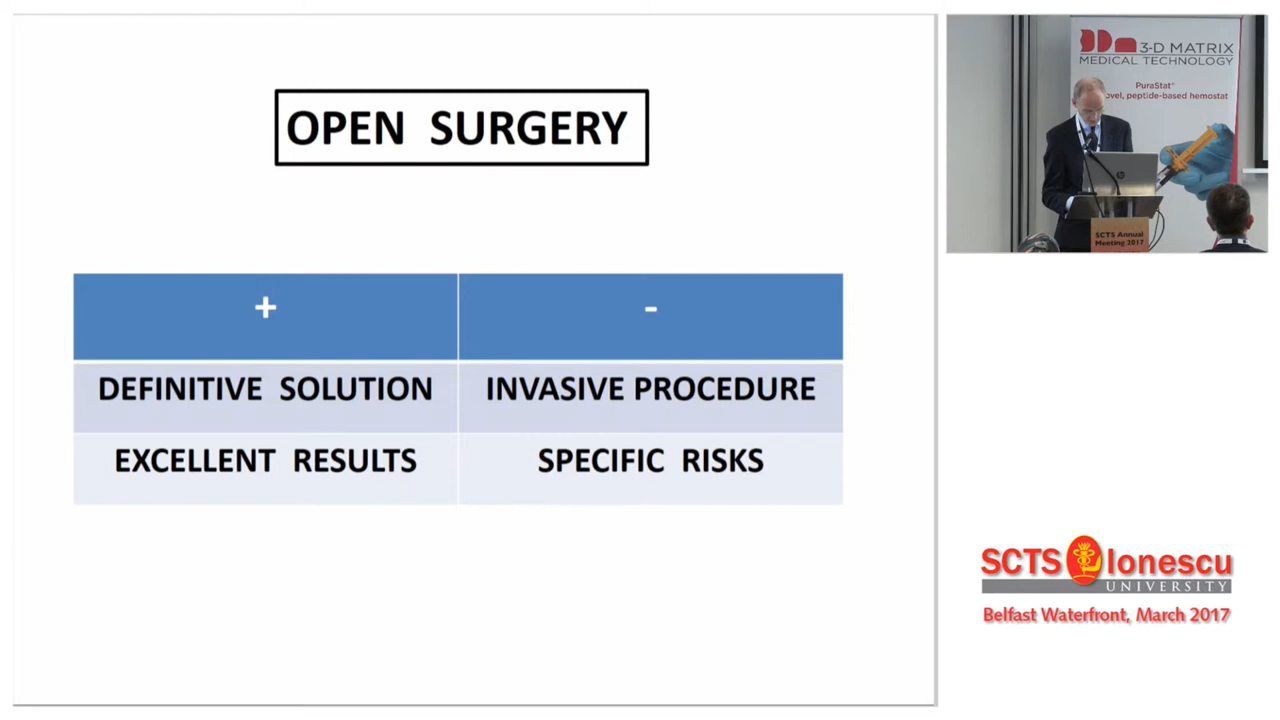 OPEN SURGERY
+ -
DEFINITIVE SOLUTION INVASIVE PROCEDURE
EXCELLENT RESULTS SPECIFIC RISKS
3-D MATRIX
MEDICAL TECHNOLOGY
PuraStat®
ovel, peptide-based hemostat
SCTS Annual
Meeting 2017
SCTS Ionescu
UNIVERSITY
Belfast Waterfront, March 2017